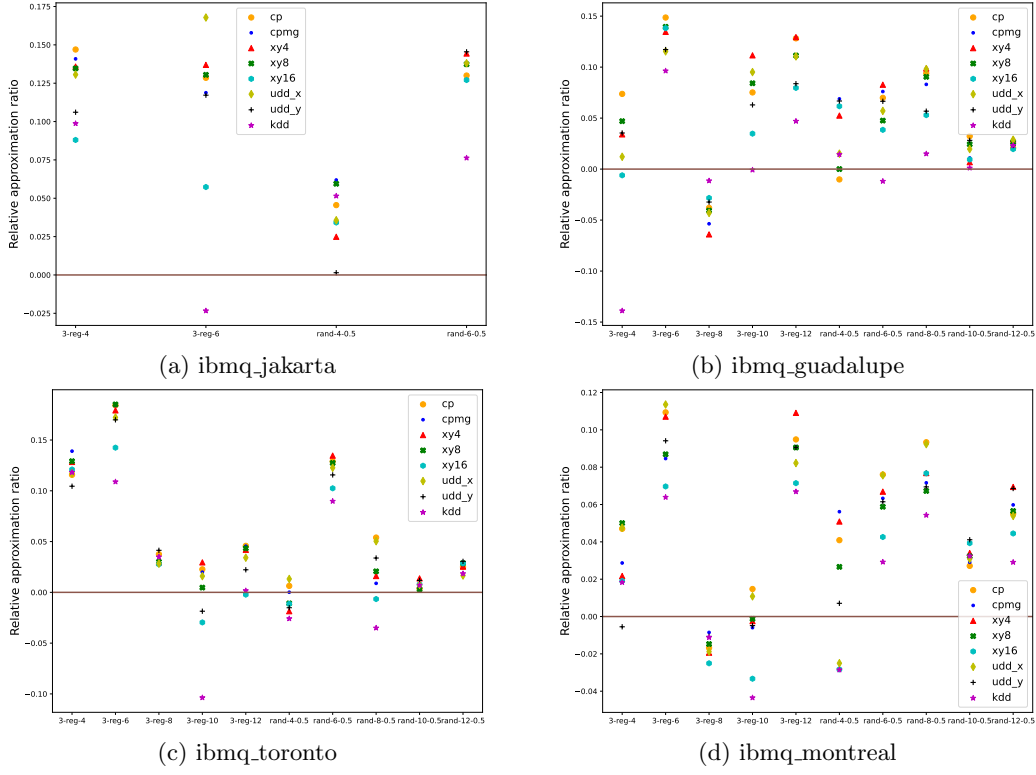 Relative approximation ratio
0.175
0.150
0.125
0.100
0.075
0.050
0.025
0.000
−0.025
3-reg-4
3-reg-6
rand-4-0.5
rand-6-0.5
cp
cpmg
xy4
xy8
xy16
udd_x
udd_y
kdd
(a) ibmq_jakarta
Relative approximation ratio
0.15
0.10
0.05
0.00
−0.05
−0.10
−0.15
3-reg-4
3-reg-6
3-reg-8
3-reg-10
3-reg-12
rand-4-0.5
rand-6-0.5
rand-8-0.5
rand-10-0.5
rand-12-0.5
cp
cpmg
xy4
xy8
xy16
udd_x
udd_y
kdd
(b) ibmq_guadalupe
Relative approximation ratio
0.15
0.10
0.05
0.00
−0.05
−0.10
3-reg-4
3-reg-6
3-reg-8
3-reg-10
3-reg-12
rand-4-0.5
rand-6-0.5
rand-8-0.5
rand-10-0.5
rand-12-0.5
cp
cpmg
xy4
xy8
xy16
udd_x
udd_y
kdd
(c) ibmq_toronto
Relative approximation ratio
0.12
0.10
0.08
0.06
0.04
0.02
0.00
−0.02
−0.04
3-reg-4
3-reg-6
3-reg-8
3-reg-10
3-reg-12
rand-4-0.5
rand-6-0.5
rand-8-0.5
rand-10-0.5
rand-12-0.5
cp
cpmg
xy4
xy8
xy16
udd_x
udd_y
kdd
(d) ibmq_montreal